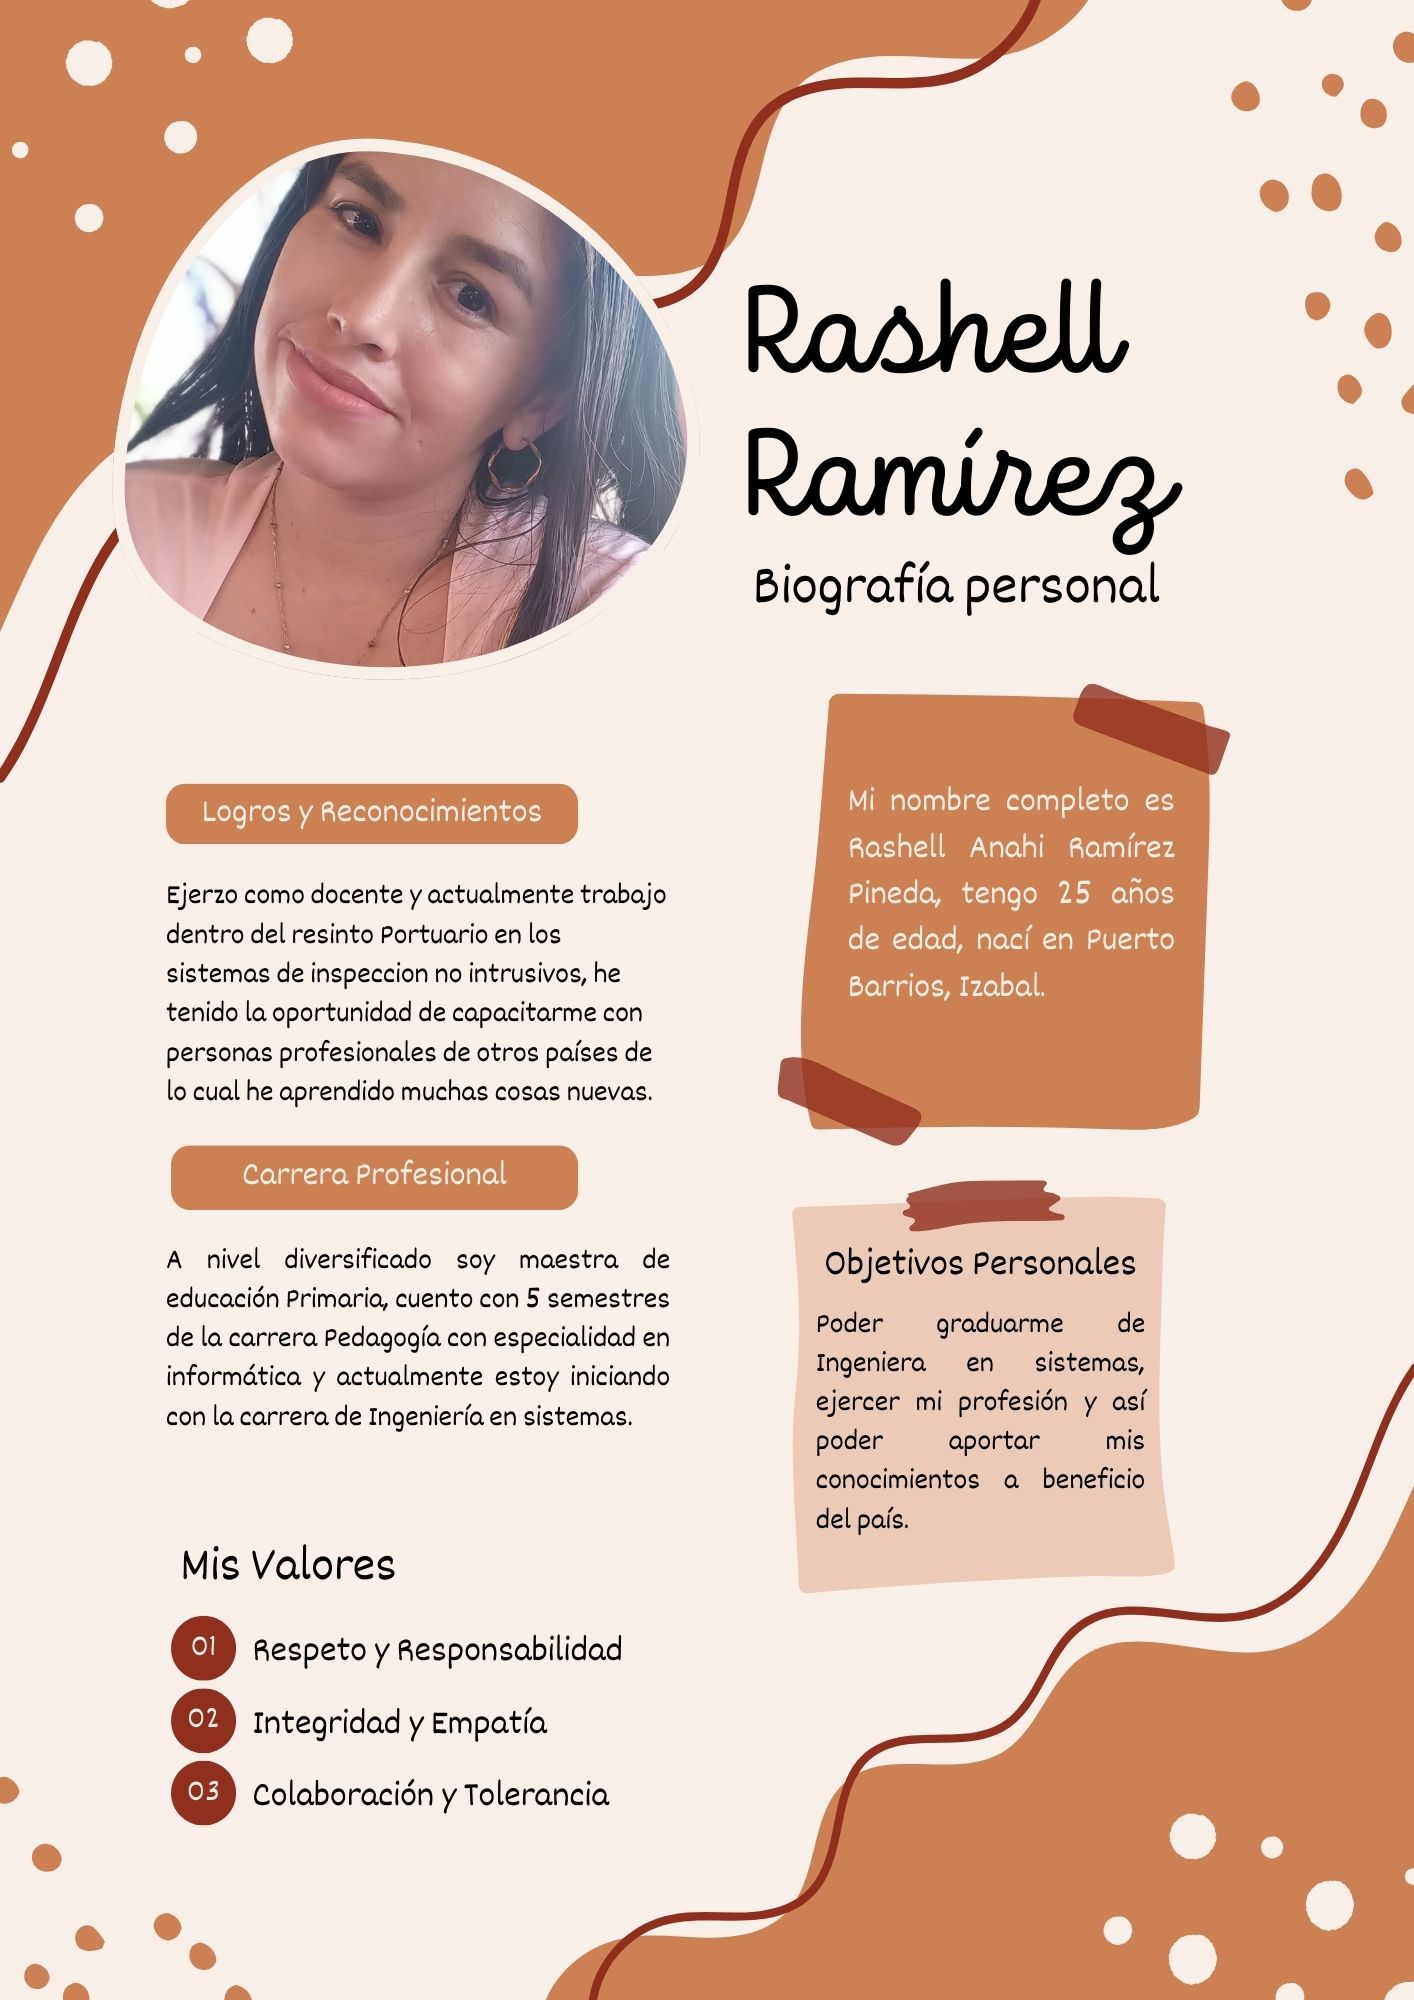 Rashell
Ramírez
Biografía personal
Mi nombre completo es
Rashell Anahi Ramírez
Pineda, tengo 25 años
de edad, nací en Puerto
Barrios, Izabal.
Logros y Reconocimientos
Ejerzo como docente y actualmente trabajo
dentro del resinto Portuario en los
sistemas de inspeccion no intrusivos, he
tenido la oportunidad de capacitarme con
personas profesionales de otros países de
lo cual he aprendido muchas cosas nuevas.
Carrera Profesional
A nivel diversificado soy maestra de
educación Primaria, cuento con 5 semestres
de la carrera Pedagogía con especialidad en
informática y actualmente estoy iniciando
con la carrera de Ingeniería en sistemas.
Objetivos Personales
Poder graduarme de
Ingeniera en sistemas,
ejercer mi profesión y así
poder aportar mis
conocimientos a beneficio
del país.
Mis Valores
01 Respeto y Responsabilidad
02 Integridad y Empatía
03 Colaboración y Tolerancia